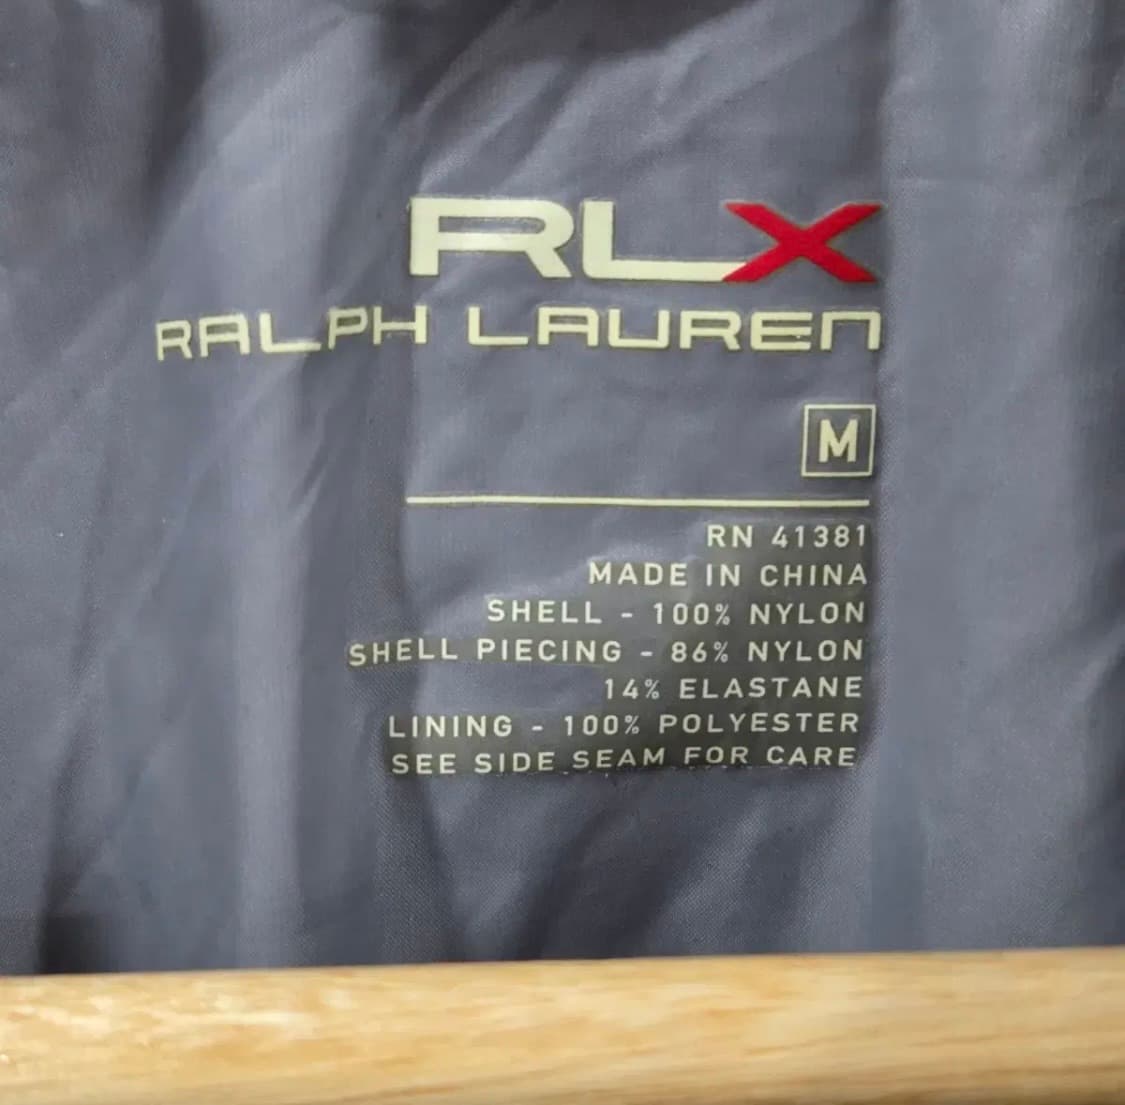 RLX
RALPH LAUREN
M
RN 41381
MADE IN CHINA
SHELL - 100% NYLON
SHELL PIECING - 86% NYLON
14% ELASTANE
LINING - 100% POLYESTER
SEE SIDE SEAM FOR CARE